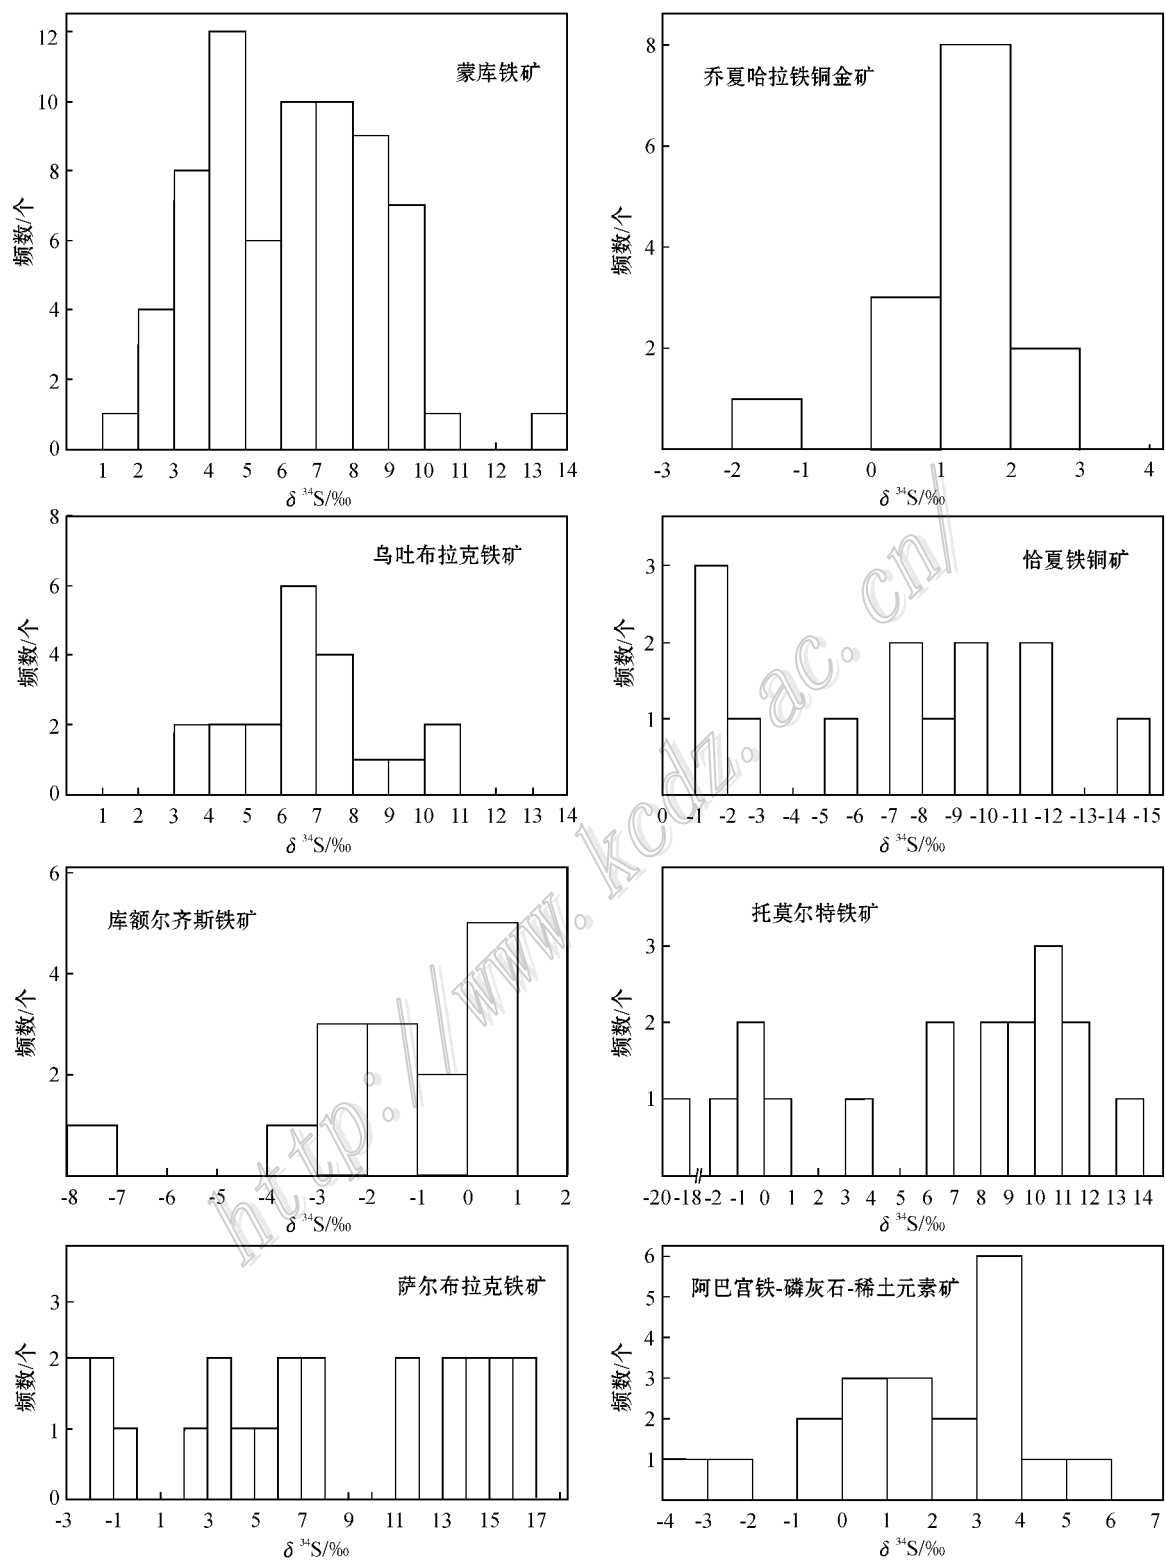 蒙库铁矿
频数/个
12
10
8
6
4
2
0
1 2 3 4 5 6 7 8 9 10 11 12 13 14
δ ³⁴S/‰
乔夏哈拉铁铜金矿
频数/个
8
6
4
2
-3 -2 -1 0 1 2 3 4
δ ³⁴S/‰
乌吐布拉克铁矿
频数/个
8
6
4
2
0
1 2 3 4 5 6 7 8 9 10 11 12 13 14
δ ³⁴S/‰
恰夏铁铜矿
频数/个
3
2
1
0 -1 -2 -3 -4 -5 -6 -7 -8 -9 -10 -11 -12 -13 -14 -15
δ ³⁴S/‰
库额尔齐斯铁矿
频数/个
6
4
2
-8 -7 -6 -5 -4 -3 -2 -1 0 1 2
δ ³⁴S/‰
托莫尔特铁矿
频数/个
3
2
1
-20 -18 -2 -1 0 1 2 3 4 5 6 7 8 9 10 11 12 13 14
δ ³⁴S/‰
萨尔布拉克铁矿
频数/个
3
2
1
0
-3 -1 1 3 5 7 9 11 13 15 17
δ ³⁴S/‰
阿巴宫铁-磷灰石-稀土元素矿
频数/个
6
5
4
3
2
1
-4 -3 -2 -1 0 1 2 3 4 5 6 7
δ ³⁴S/‰
http://www.kcdz.ac.cn/